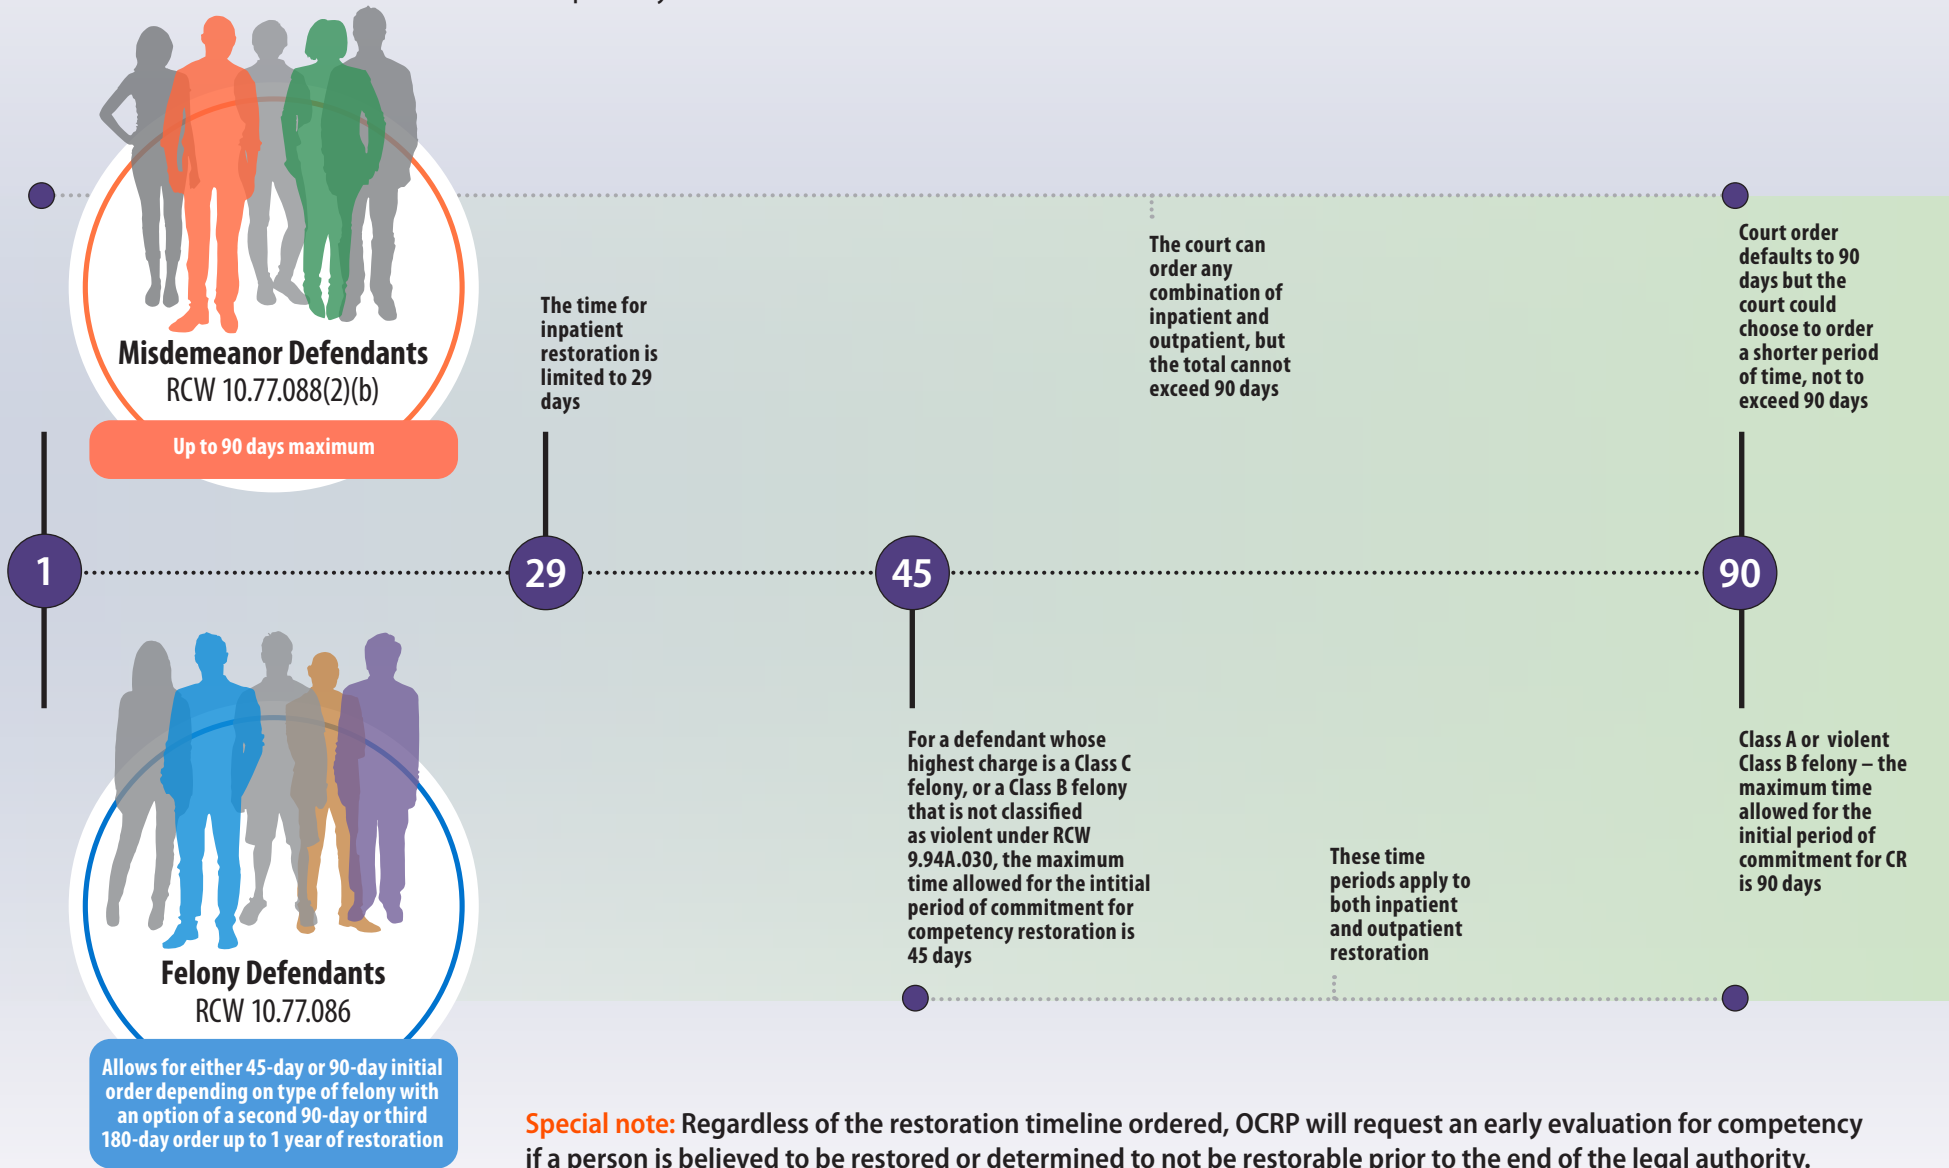 Misdemeanor Defendants
RCW 10.77.088(2)(b)
Up to 90 days maximum
The time for
inpatient
restoration is
limited to 29
days
The court can
order any
combination of
inpatient and
outpatient, but
the total cannot
exceed 90 days
Court order
defaults to 90
days but the
court could
choose to order
a shorter period
of time, not to
exceed 90 days
1
29
45
90
Felony Defendants
RCW 10.77.086
Allows for either 45-day or 90-day initial
order depending on type of felony with
an option of a second 90-day or third
180-day order up to 1 year of restoration
For a defendant whose
highest charge is a Class C
felony, or a Class B felony
that is not classified
as violent under RCW
9.94A.030, the maximum
time allowed for the intitial
period of commitment for
competency restoration is
45 days
These time
periods apply to
both inpatient
and outpatient
restoration
Class A or violent
Class B felony – the
maximum time
allowed for the
initial period of
commitment for CR
is 90 days
Special note: Regardless of the restoration timeline ordered, OCRP will request an early evaluation for competency
if a person is believed to be restored or determined to not be restorable prior to the end of the legal authority.